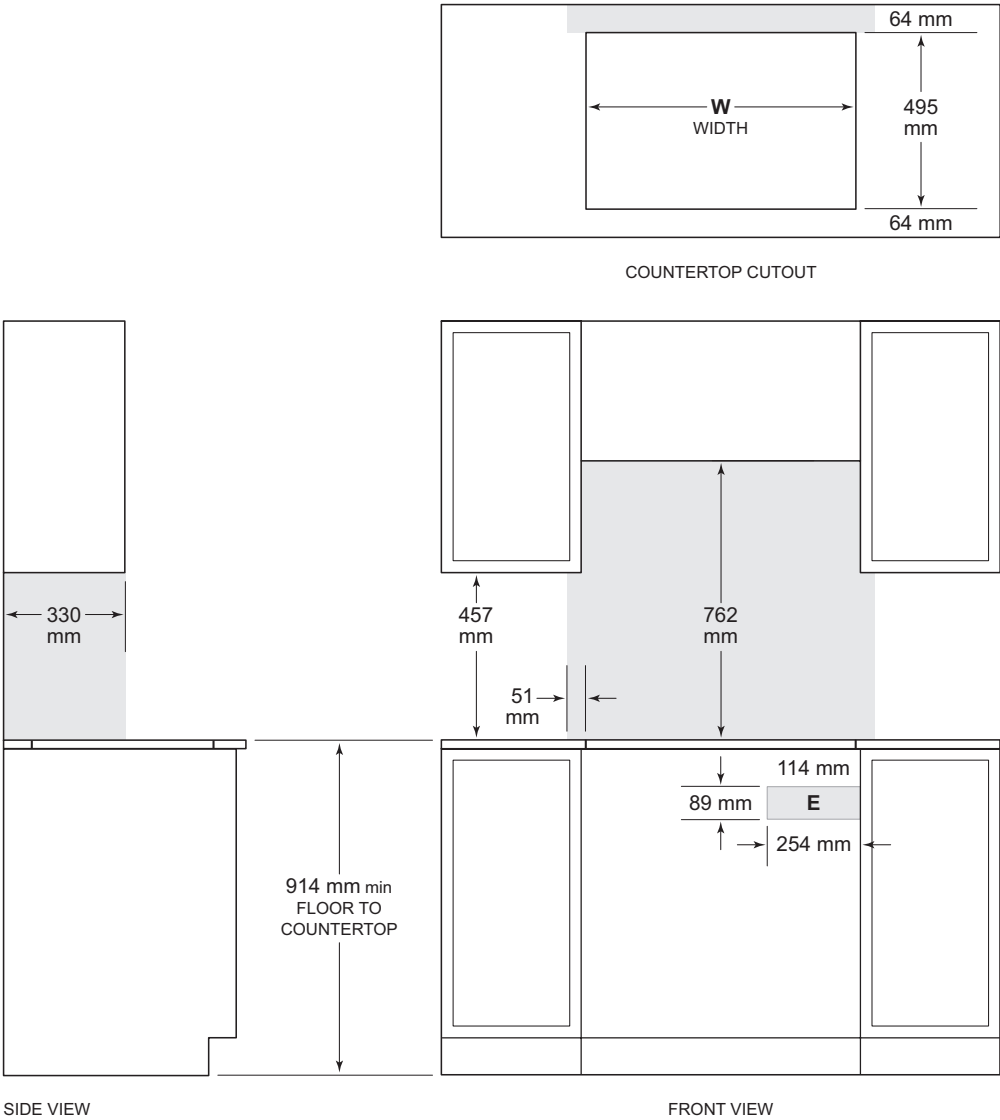 64 mm
W
WIDTH
495
mm
64 mm
COUNTERTOP CUTOUT
330
mm
457
mm
762
mm
51
mm
114 mm
89 mm
E
254 mm
914 mm min
FLOOR TO
COUNTERTOP
SIDE VIEW
FRONT VIEW